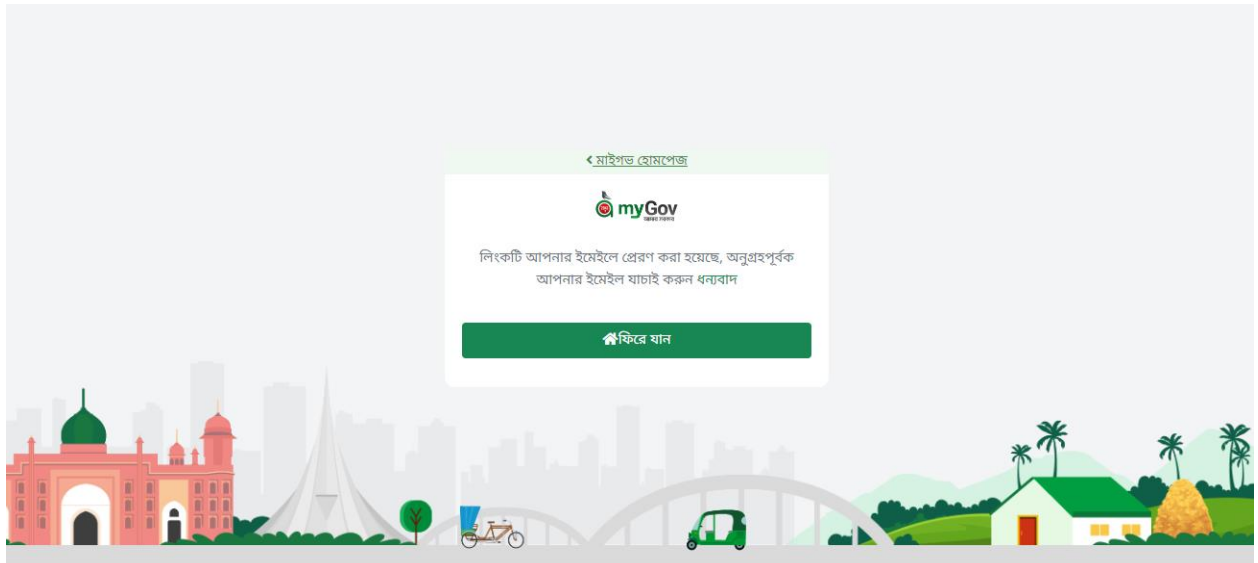 মাইগভ হোমপেজ
myGov
লিংকটি আপনার ইমেইলে প্রেরণ করা হয়েছে, অনুগ্রহপূর্বক
আপনার ইমেইল যাচাই করুন ধন্যবাদ
ফিরে যান